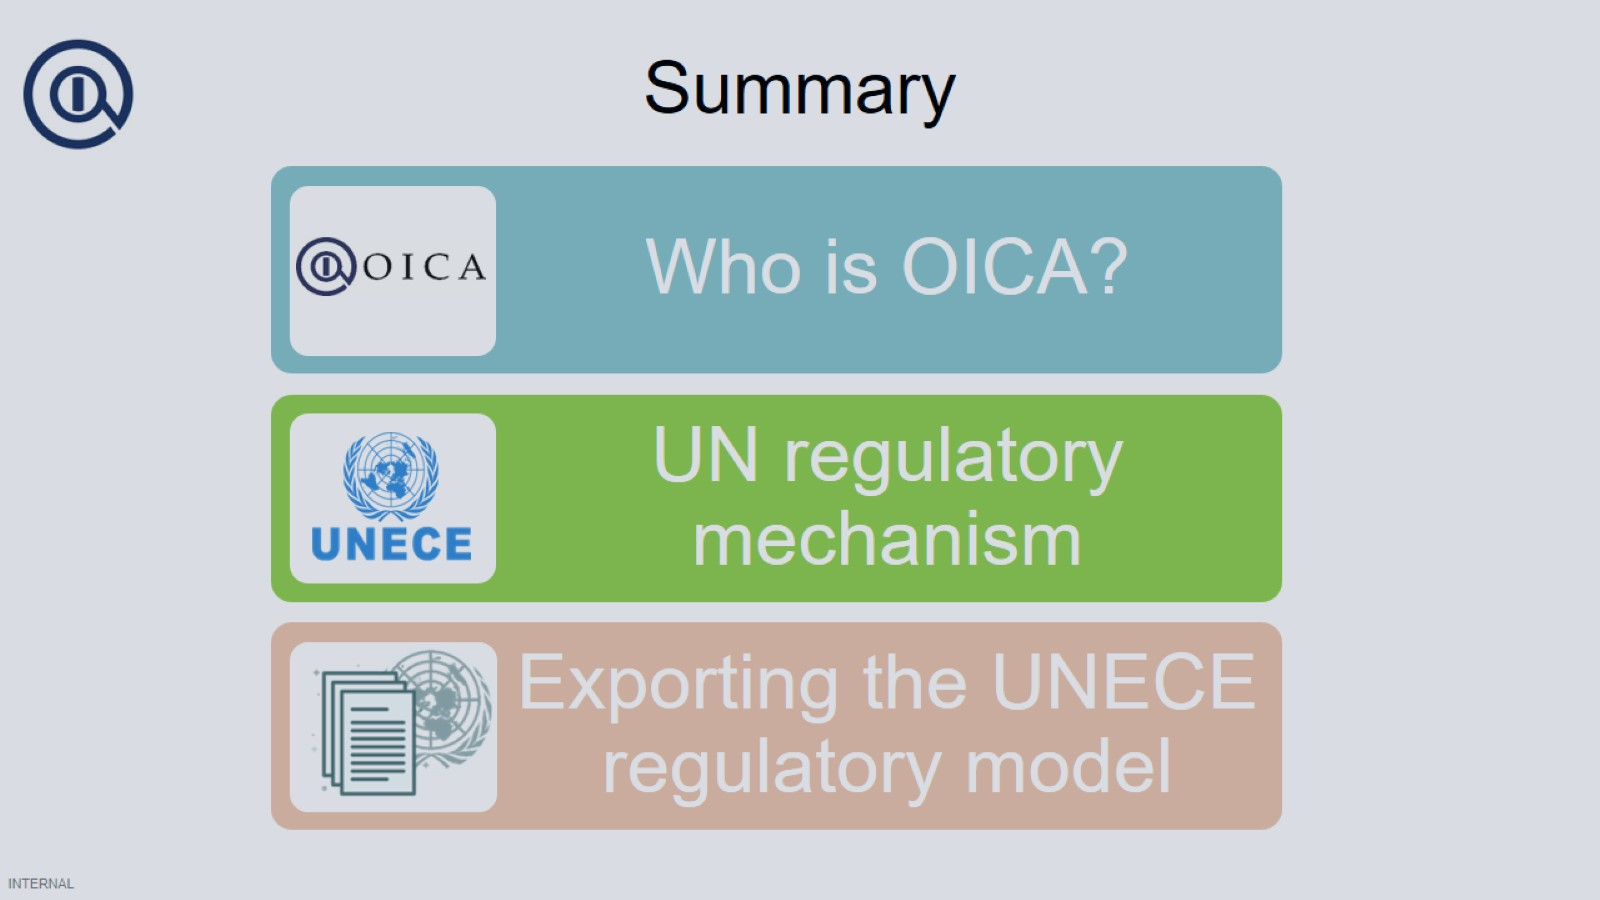 Summary
OICA
Who is OICA?
UNECE
UN regulatory
mechanism
Exporting the UNECE
regulatory model
INTERNAL